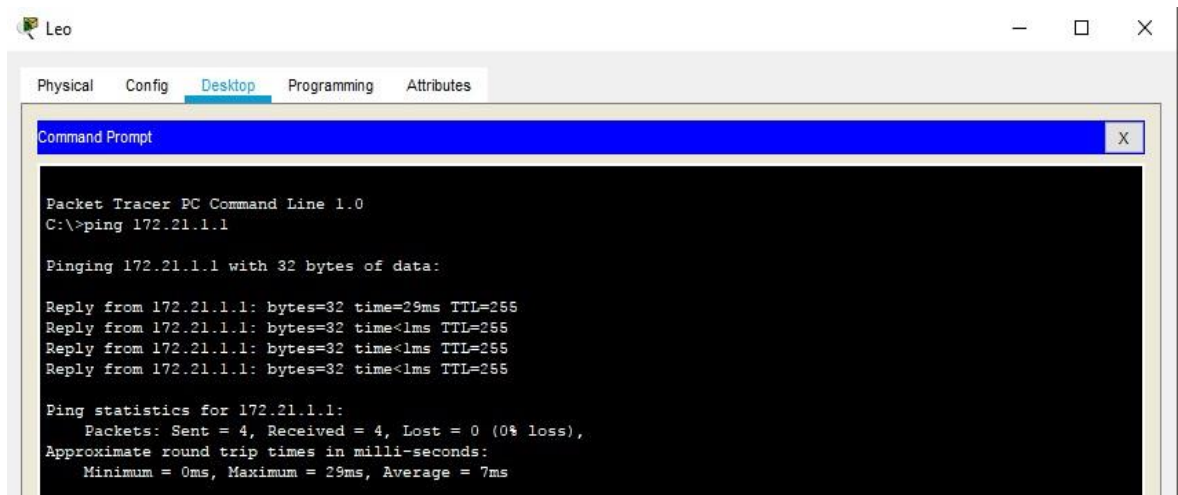 Leo
Physical Config Desktop Programming Attributes
Command Prompt
X
Packet Tracer PC Command Line 1.0
C:\>ping 172.21.1.1
Pinging 172.21.1.1 with 32 bytes of data:
Reply from 172.21.1.1: bytes=32 time=29ms TTL=255
Reply from 172.21.1.1: bytes=32 time<1ms TTL=255
Reply from 172.21.1.1: bytes=32 time<1ms TTL=255
Reply from 172.21.1.1: bytes=32 time<1ms TTL=255
Ping statistics for 172.21.1.1:
Packets: Sent = 4, Received = 4, Lost = 0 (0% loss),
Approximate round trip times in milli-seconds:
Minimum = 0ms, Maximum = 29ms, Average = 7ms